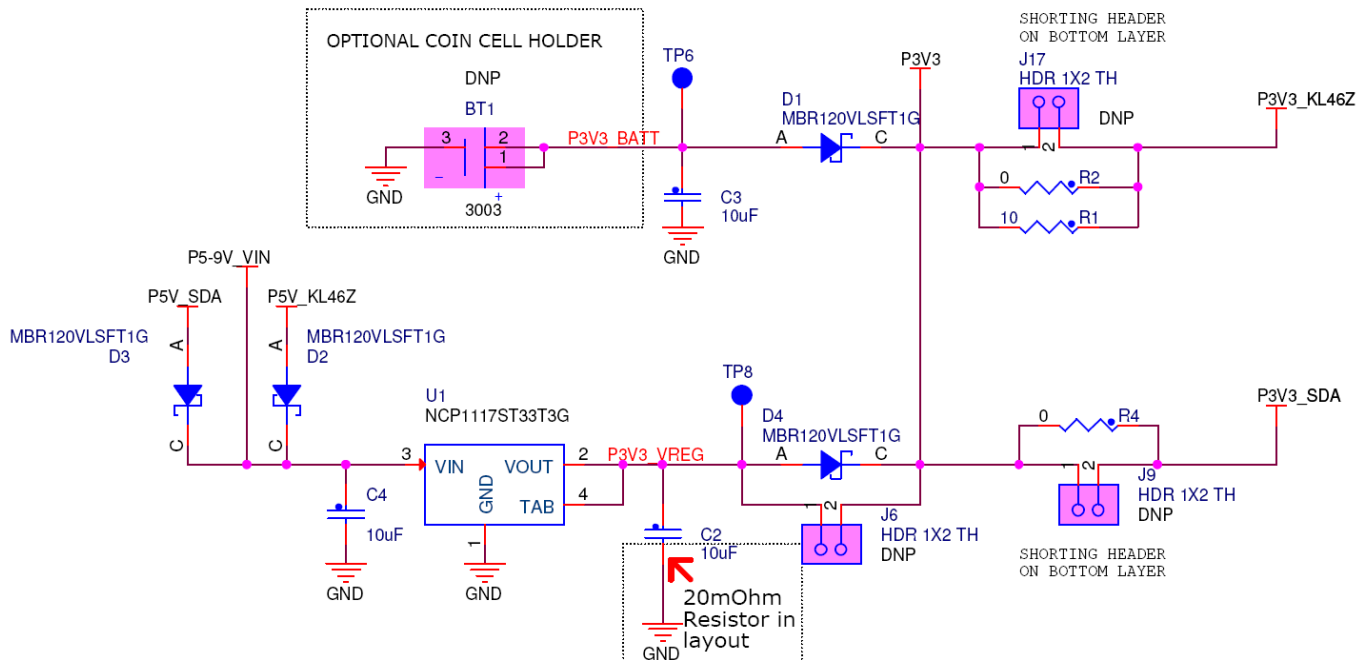 SHORTING HEADER
ON BOTTOM LAYER
OPTIONAL COIN CELL HOLDER
TP6
P3V3
J17
HDR 1X2 TH
DNP
P3V3_KL46Z
DNP
BT1
D1
MBR120VLSFT1G
3
2
1
P3V3_BATT
A
C
1
2
GND
-
+
3003
C3
10uF
0
R2
10
R1
GND
P5-9V_VIN
P5V_SDA
P5V_KL46Z
MBR120VLSFT1G
D3
A
A
MBR120VLSFT1G
D2
C
C
U1
NCP1117ST33T3G
TP8
D4
MBR120VLSFT1G
P3V3_SDA
0
R4
3
VIN
VOUT
2
P3V3_VREG
A
C
1
2
GND
TAB
4
1
C4
10uF
GND
C2
10uF
1
2
J6
HDR 1X2 TH
DNP
J9
HDR 1X2 TH
DNP
GND
20mOhm
Resistor in
layout
GND
SHORTING HEADER
ON BOTTOM LAYER